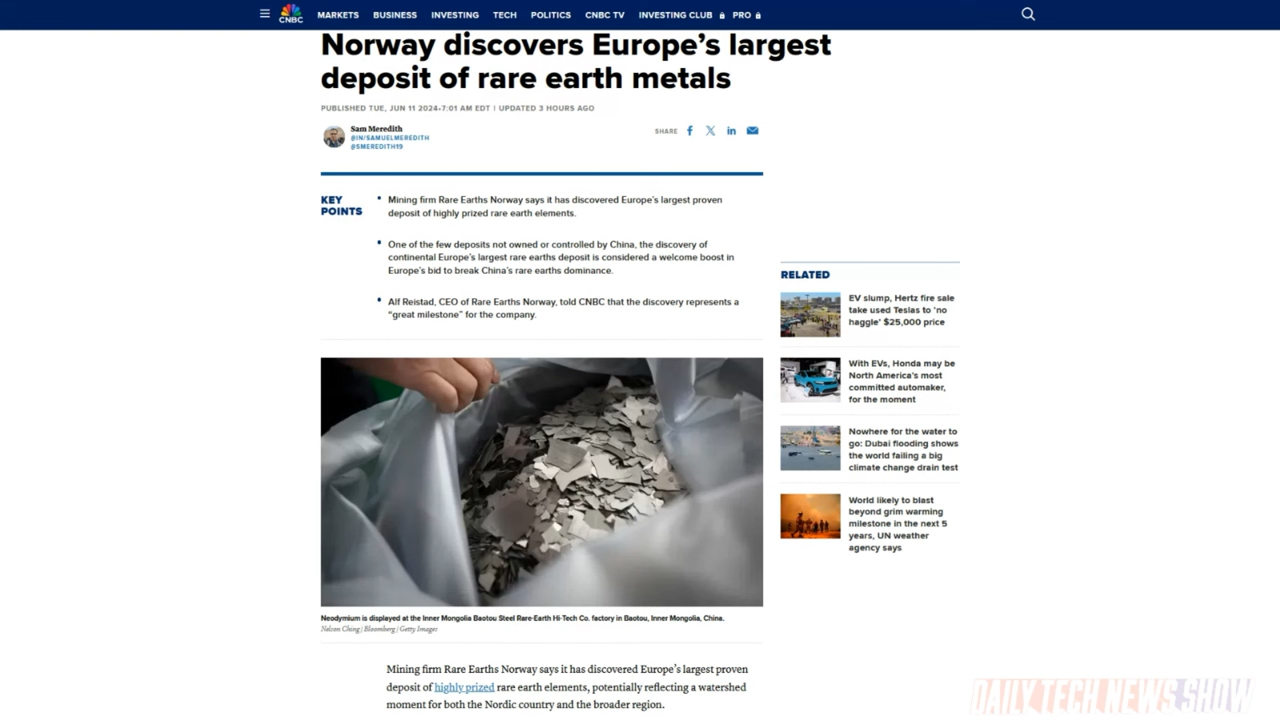 CNBC
MARKETS BUSINESS INVESTING TECH POLITICS CNBC TV INVESTING CLUB PRO
Norway discovers Europe's largest
deposit of rare earth metals
PUBLISHED TUE, JUN 11 2024•7:01 AM EDT | UPDATED 3 HOURS AGO
Sam Meredith
@IN/SAMUELMEREDITH
@SMEREDITH19
SHARE
KEY
POINTS
• Mining firm Rare Earths Norway says it has discovered Europe's largest proven
deposit of highly prized rare earth elements.
• One of the few deposits not owned or controlled by China, the discovery of
continental Europe's largest rare earths deposit is considered a welcome boost in
Europe's bid to break China's rare earths dominance.
• Alf Reistad, CEO of Rare Earths Norway, told CNBC that the discovery represents a
“great milestone” for the company.
Neodymium is displayed at the Inner Mongolia Baotou Steel Rare-Earth Hi-Tech Co. factory in Baotou, Inner Mongolia, China.
Nelson Ching | Bloomberg | Getty Images
Mining firm Rare Earths Norway says it has discovered Europe's largest proven
deposit of highly prized rare earth elements, potentially reflecting a watershed
moment for both the Nordic country and the broader region.
RELATED
EV slump, Hertz fire sale
take used Teslas to ‘no
haggle’ $25,000 price
With EVs, Honda may be
North America's most
committed automaker,
for the moment
Nowhere for the water to
go: Dubai flooding shows
the world failing a big
climate change drain test
World likely to blast
beyond grim warming
milestone in the next 5
years, UN weather
agency says
DAILY TECH NEWS SHOW